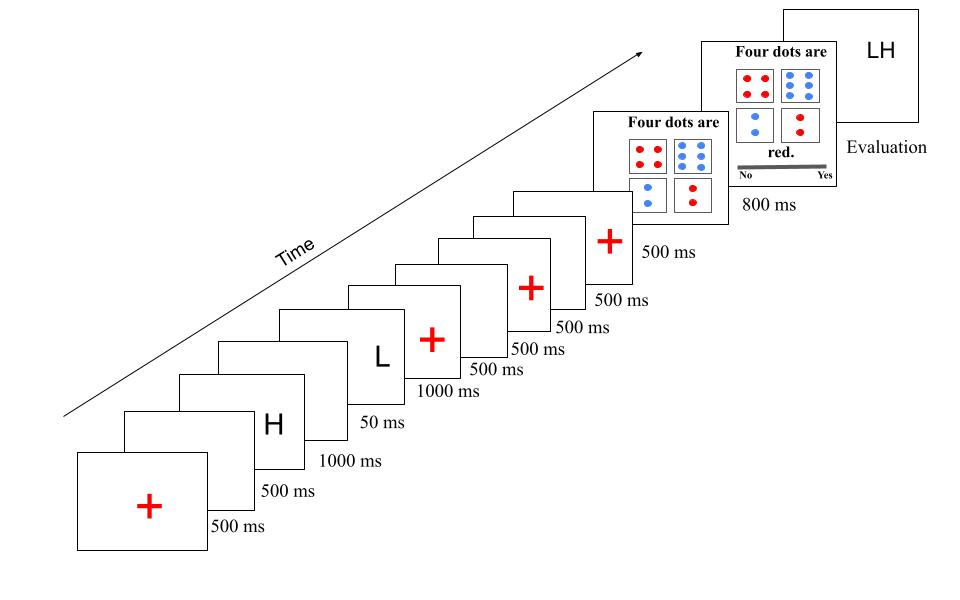 LH
Evaluation
Four dots are
red.
No Yes
800 ms
Four dots are
500 ms
500 ms
500 ms
500 ms
500 ms
1000 ms
L
50 ms
1000 ms
H
500 ms
500 ms
Time